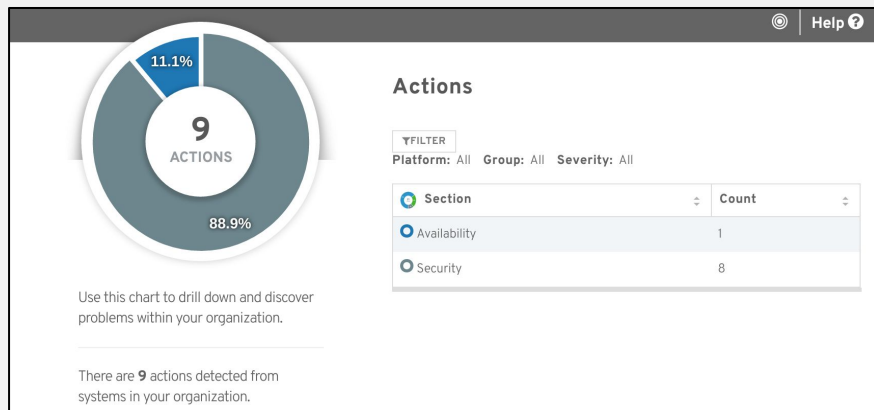 Help
11.1%
9
ACTIONS
88.9%
Use this chart to drill down and discover
problems within your organization.
There are 9 actions detected from
systems in your organization.
Actions
FILTER
Platform: All Group: All Severity: All
Section Count
Availability 1
Security 8